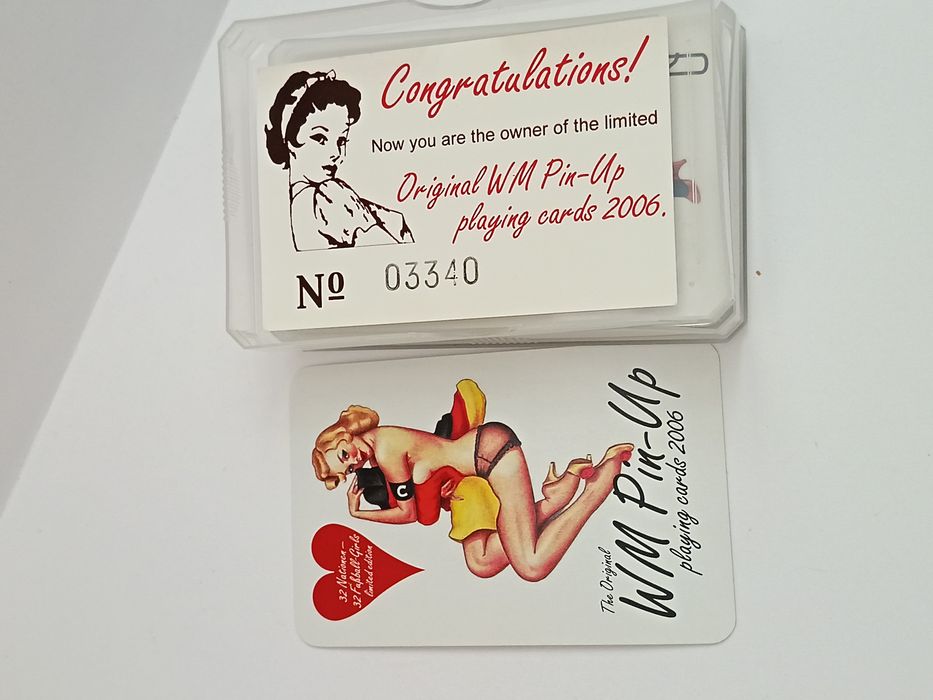 Congratulations!
Now you are the owner of the limited
Original WM Pin-Up
playing cards 2006.
Nº 03340
32 Nationen –
32 Fußball-Girls
limited edition
C
The Original
WM Pin-Up
playing cards 2006